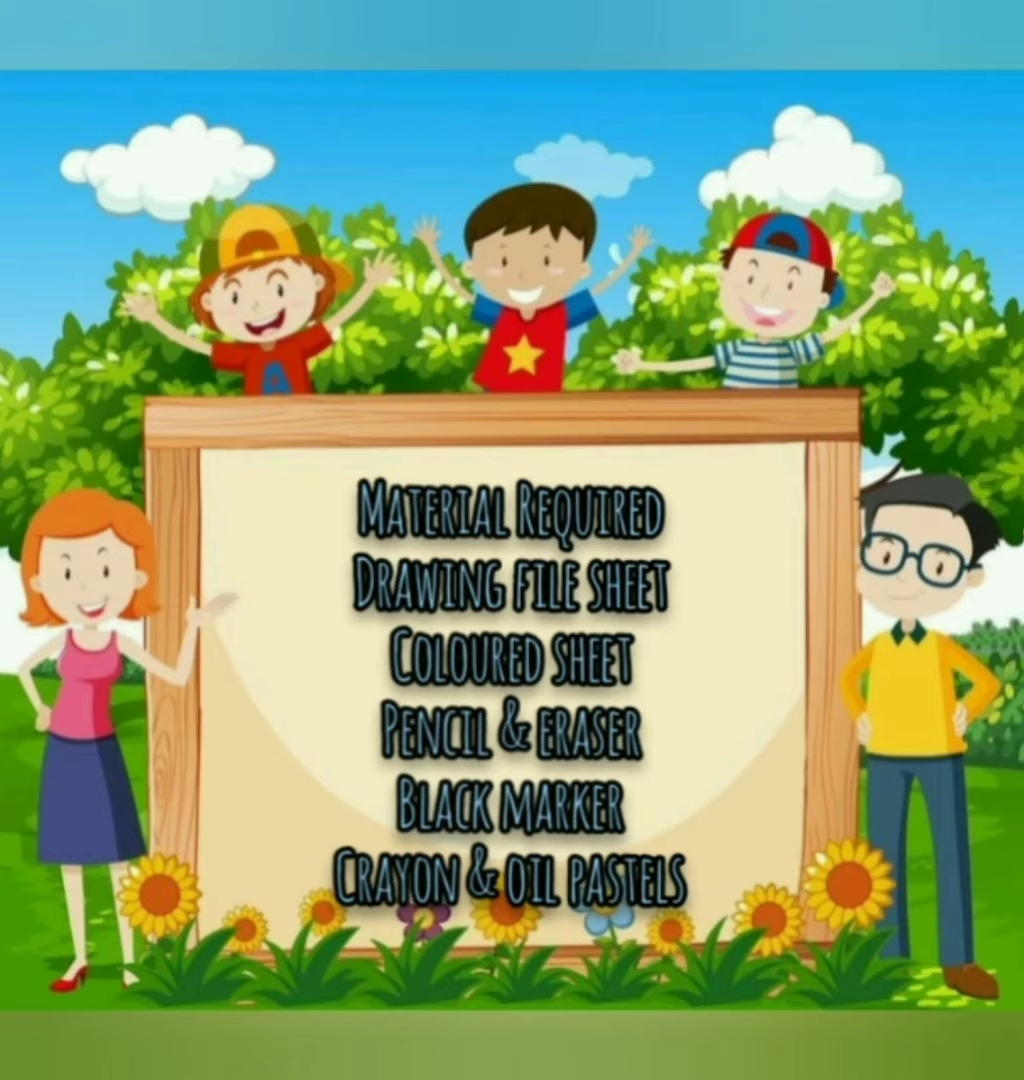 Material Required
Drawing file sheet
Coloured sheet
Pencil & eraser
Black marker
Crayon & oil pastels
A